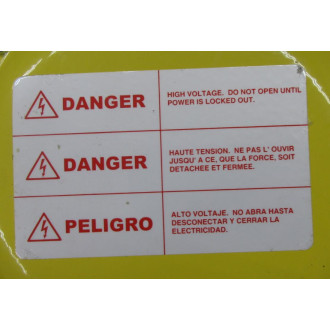 DANGER
HIGH VOLTAGE. DO NOT OPEN UNTIL
POWER IS LOCKED OUT.
DANGER
HAUTE TENSION. NE PAS L' OUVIR
JUSQU' A CE, QUE LA FORCE, SOIT
DETACHEE ET FERMEE.
PELIGRO
ALTO VOLTAJE. NO ABRA HASTA
DESCONECTAR Y CERRAR LA
ELECTRICIDAD.